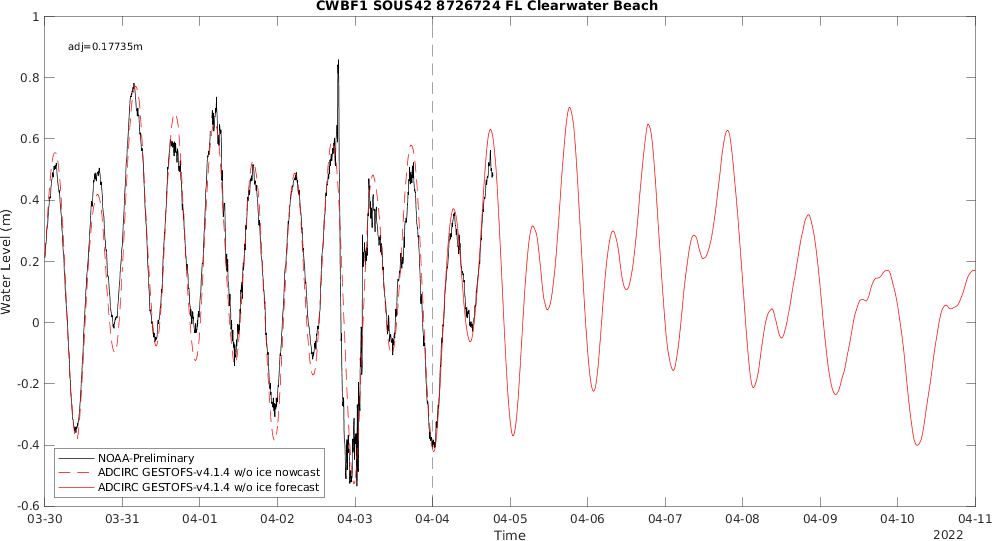 CWBF1 SOUS42 8726724 FL Clearwater Beach
adj=0.17735m
1
0.8
0.6
0.4
0.2
0
-0.2
-0.4
-0.6
Water Level (m)
NOAA-Preliminary
ADCIRC GESTOFS-v4.1.4 w/o ice nowcast
ADCIRC GESTOFS-v4.1.4 w/o ice forecast
03-30 03-31 04-01 04-02 04-03 04-04 04-05 04-06 04-07 04-08 04-09 04-10 04-11
Time
2022